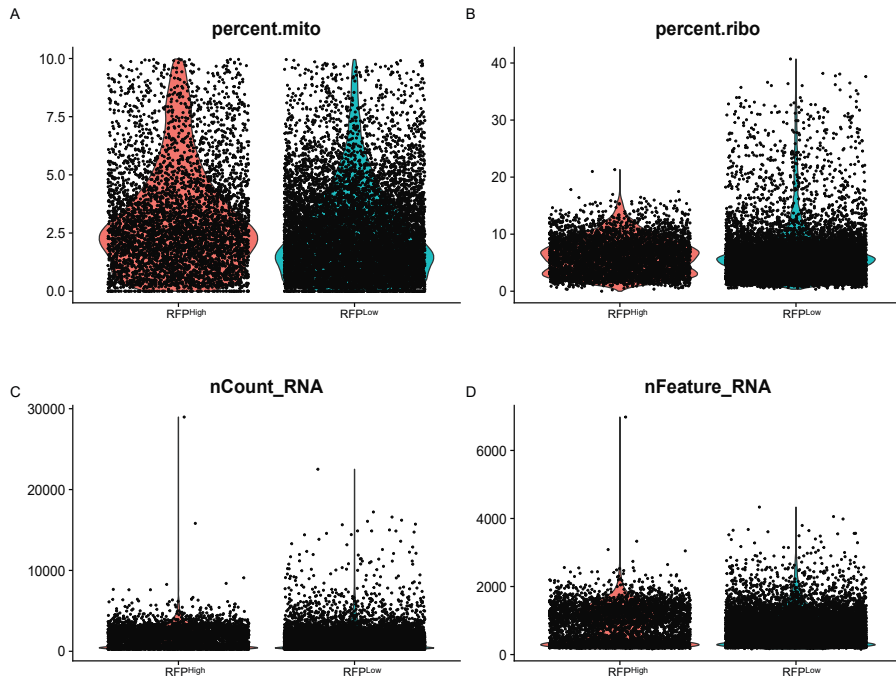 A
percent.mito
10.0
7.5
5.0
2.5
0.0
RFPHigh
RFPLow
B
percent.ribo
40
30
20
10
0
RFPHigh
RFPLow
C
nCount_RNA
30000
20000
10000
0
RFPHigh
RFPLow
D
nFeature_RNA
6000
4000
2000
0
RFPHigh
RFPLow